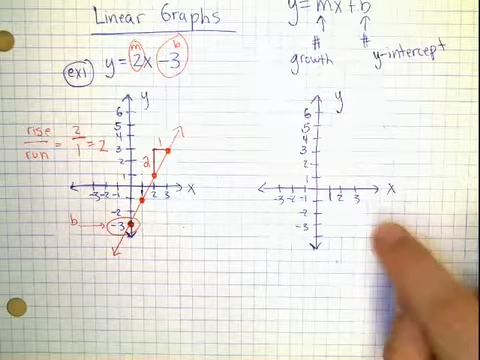 Linear Graphs
y = mx + b
# growth
# y-intercept
m
b
ex1 y = 2x -3
y
6
5
4
3
2
1
-3 -2 -1 1 2 3 x
-2
-3
rise/run = 2/1 = 2
1
2
b
y
6
5
4
3
2
1
-3 -2 -1 1 2 3 x
-2
-3